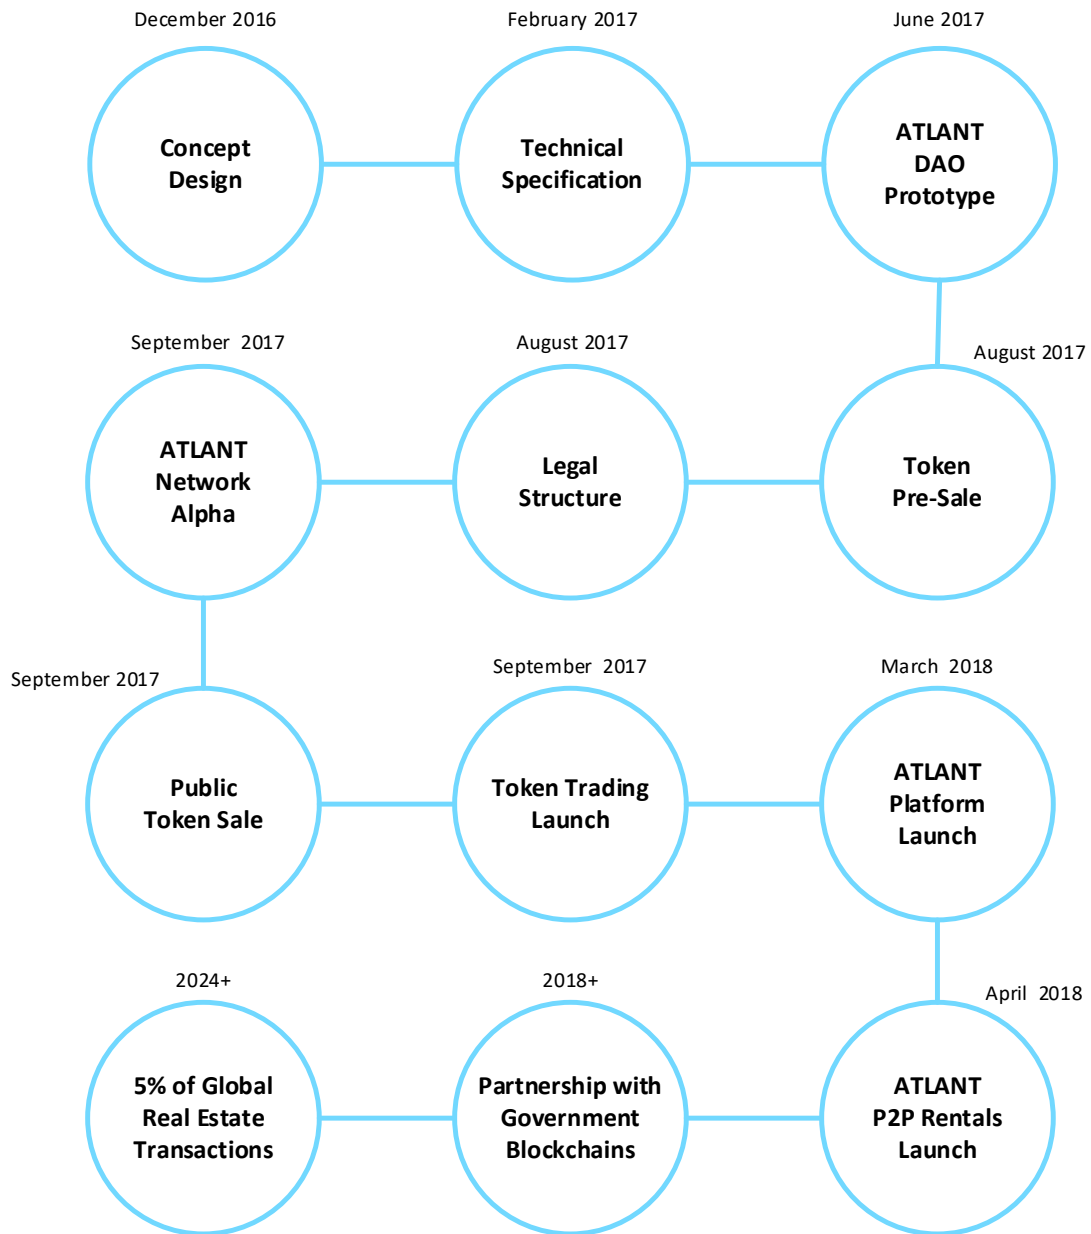 December 2016
February 2017
June 2017
Concept
Design
Technical
Specification
ATLANT
DAO
Prototype
September 2017
August 2017
August 2017
ATLANT
Network
Alpha
Legal
Structure
Token
Pre-Sale
September 2017
September 2017
March 2018
Public
Token Sale
Token Trading
Launch
ATLANT
Platform
Launch
2024+
2018+
April 2018
5% of Global
Real Estate
Transactions
Partnership with
Government
Blockchains
ATLANT
P2P Rentals
Launch